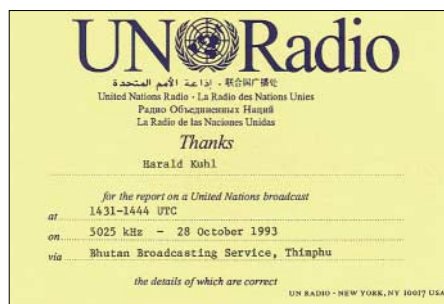 UN Radio
إذاعة الأمم المتحدة · 联合国广播处
United Nations Radio · La Radio des Nations Unies
Радио Объединенных Наций
La Radio de las Naciones Unidas
Thanks
Harald Kuhl
for the report on a United Nations broadcast
at 1431-1444 UTC
on 5025 kHz - 28 October 1993
via Bhutan Broadcasting Service, Thimphu
the details of which are correct
UN RADIO · NEW YORK, NY 10017 USA